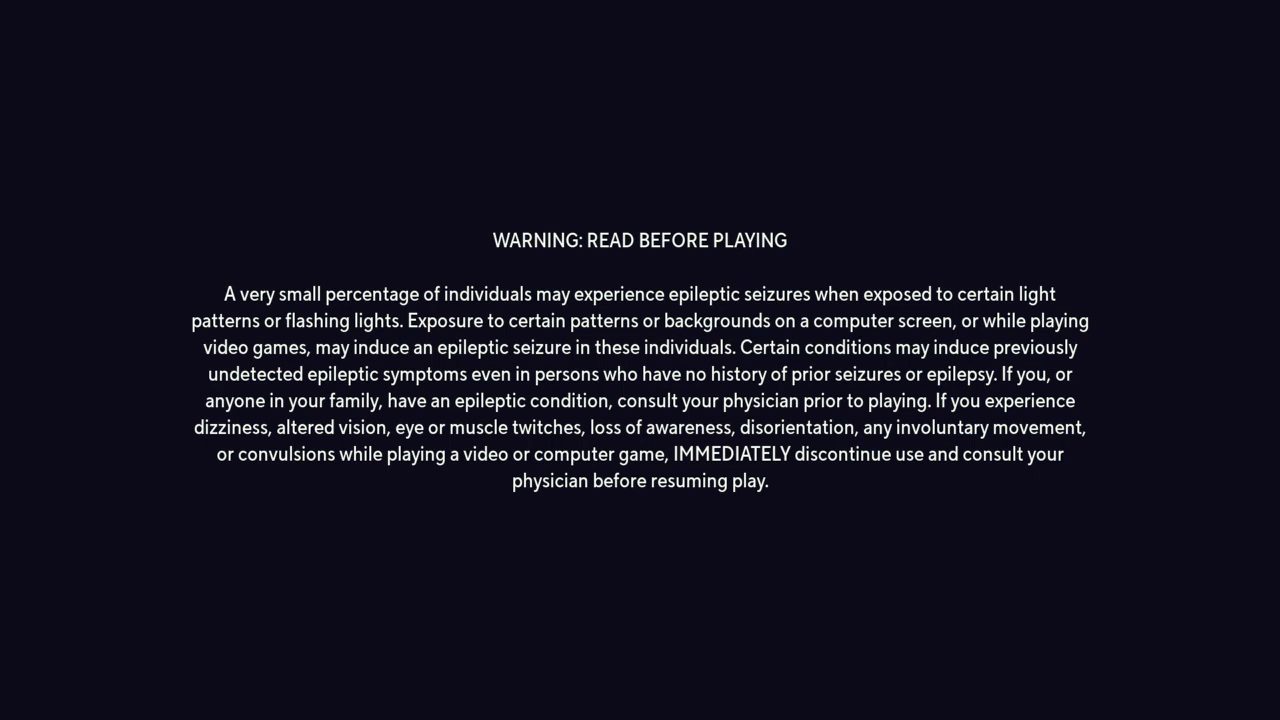 WARNING: READ BEFORE PLAYING
A very small percentage of individuals may experience epileptic seizures when exposed to certain light
patterns or flashing lights. Exposure to certain patterns or backgrounds on a computer screen, or while playing
video games, may induce an epileptic seizure in these individuals. Certain conditions may induce previously
undetected epileptic symptoms even in persons who have no history of prior seizures or epilepsy. If you, or
anyone in your family, have an epileptic condition, consult your physician prior to playing. If you experience
dizziness, altered vision, eye or muscle twitches, loss of awareness, disorientation, any involuntary movement,
or convulsions while playing a video or computer game, IMMEDIATELY discontinue use and consult your
physician before resuming play.